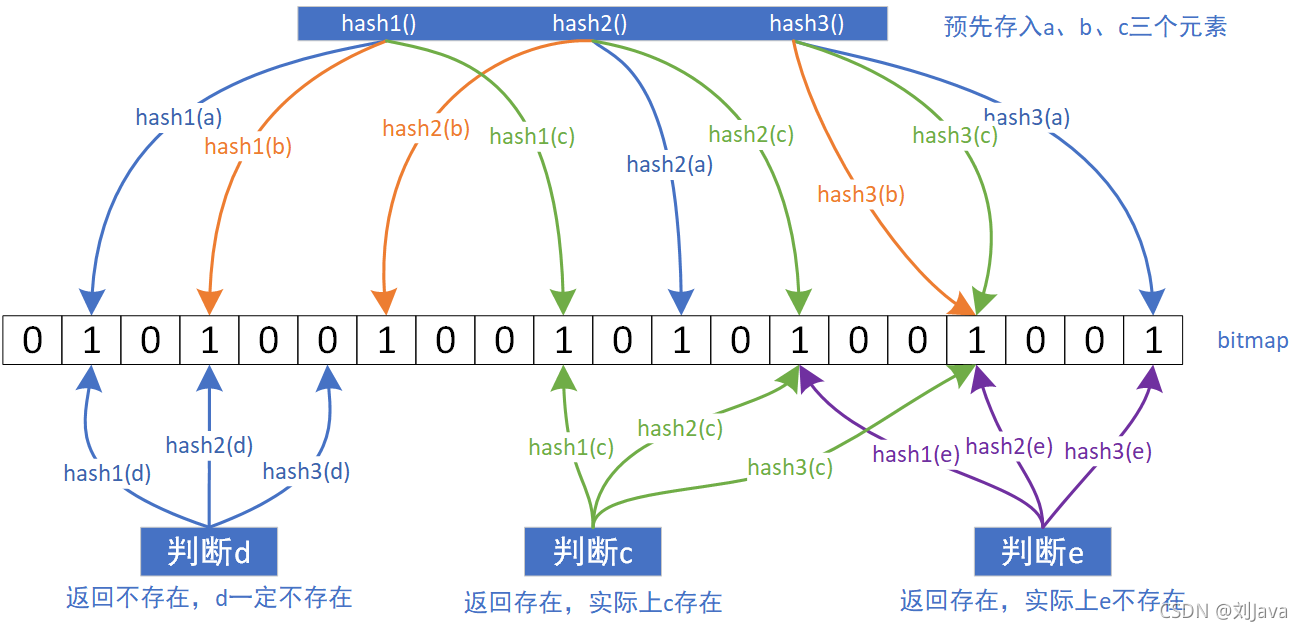 hash1() hash2() hash3()
预先存入a、b、c三个元素
hash1(a)
hash1(b)
hash2(b)
hash1(c)
hash2(a)
hash2(c)
hash3(b)
hash3(c)
hash3(a)
0 1 0 1 0 0 1 0 0 1 0 1 0 1 0 0 1 0 0 1
bitmap
hash1(d)
hash2(d)
hash3(d)
hash1(c)
hash2(c)
hash3(c)
hash1(e)
hash2(e)
hash3(e)
判断d
判断c
判断e
返回不存在，d一定不存在
返回存在，实际上c存在
返回存在，实际上e不存在
CSDN @刘Java